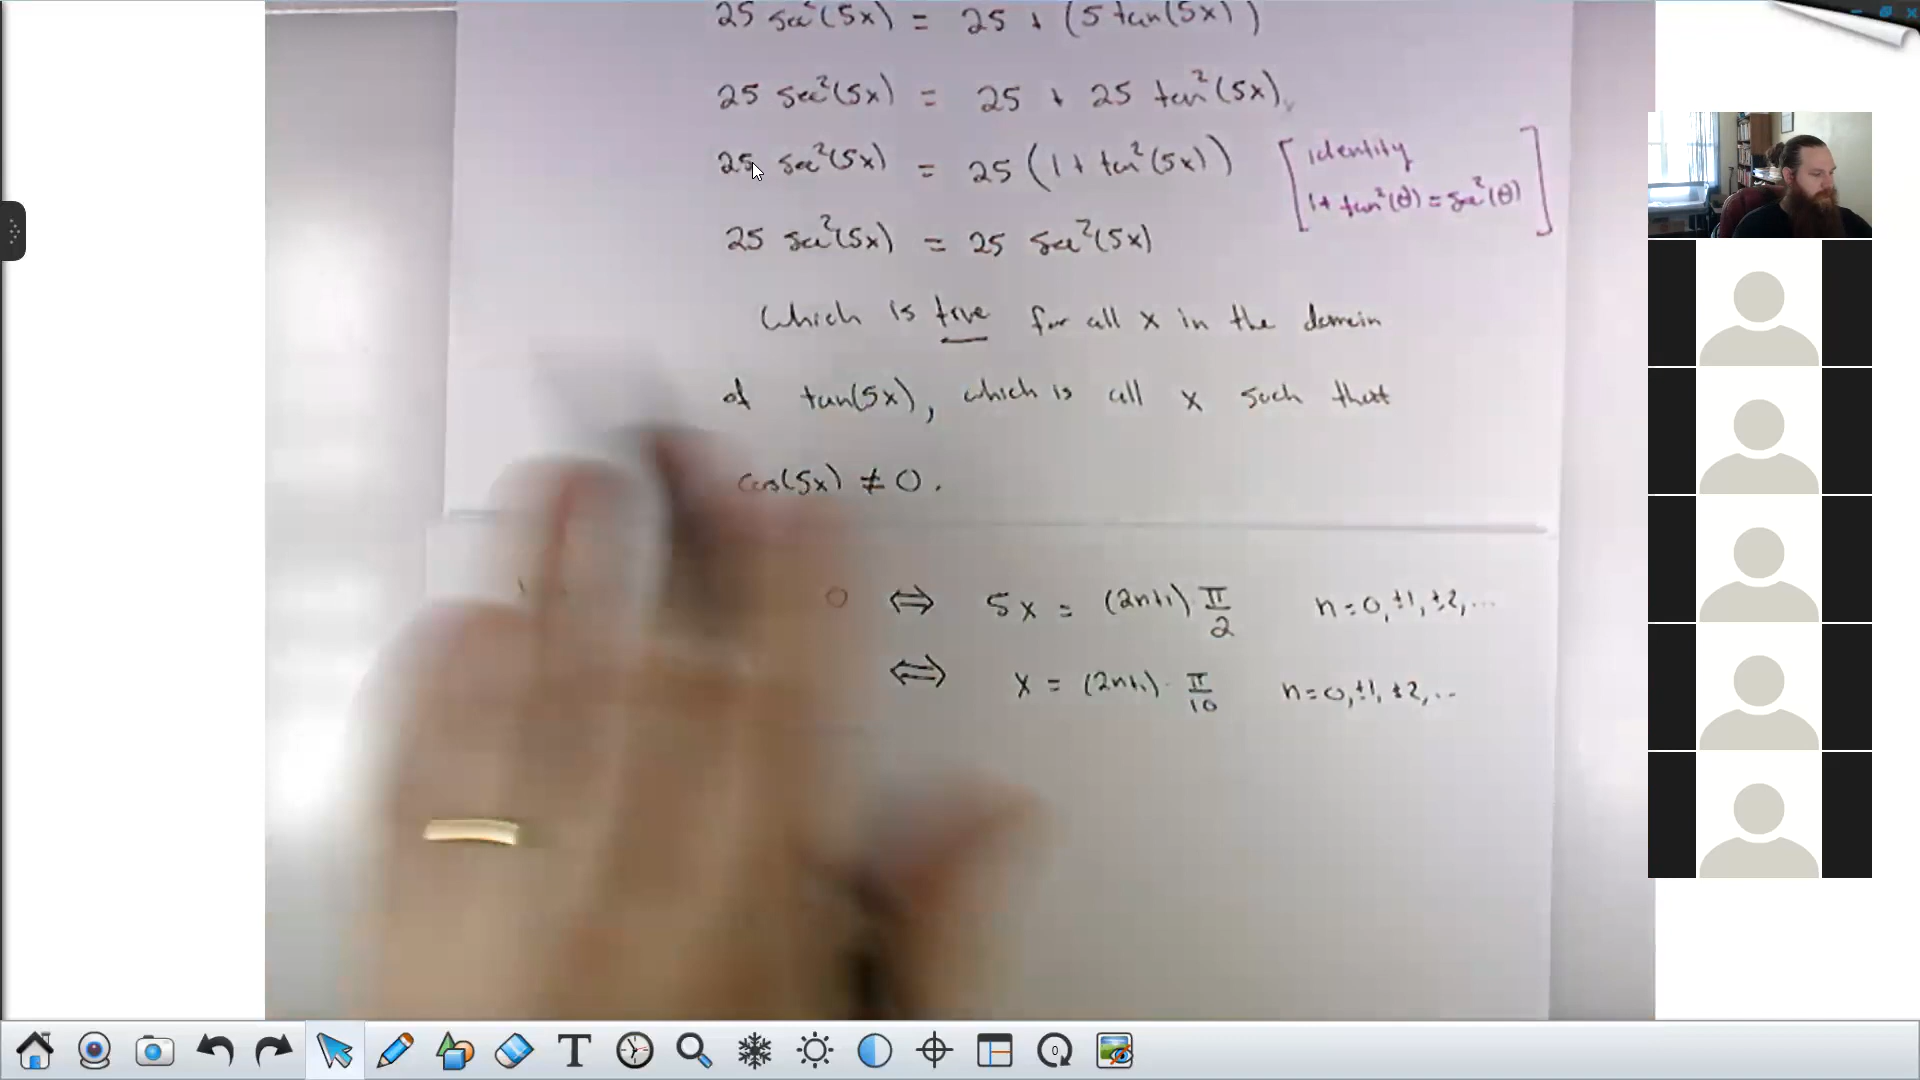 25 sec²(5x) = 25 + (5 tan(5x))
25 sec²(5x) = 25 + 25 tan²(5x)
25 sec²(5x) = 25 (1 + tan²(5x))
[identity
1 + tan²(θ) = sec²(θ)]
25 sec²(5x) = 25 sec²(5x)
Which is true for all x in the domain
of tan(5x), which is all x such that
cos(5x) ≠ 0.
0 ⇔ 5x = (2n+1) · π/2 n = 0, ±1, ±2, ...
⇔ x = (2n+1) · π/10 n = 0, ±1, ±2, ...
T
0